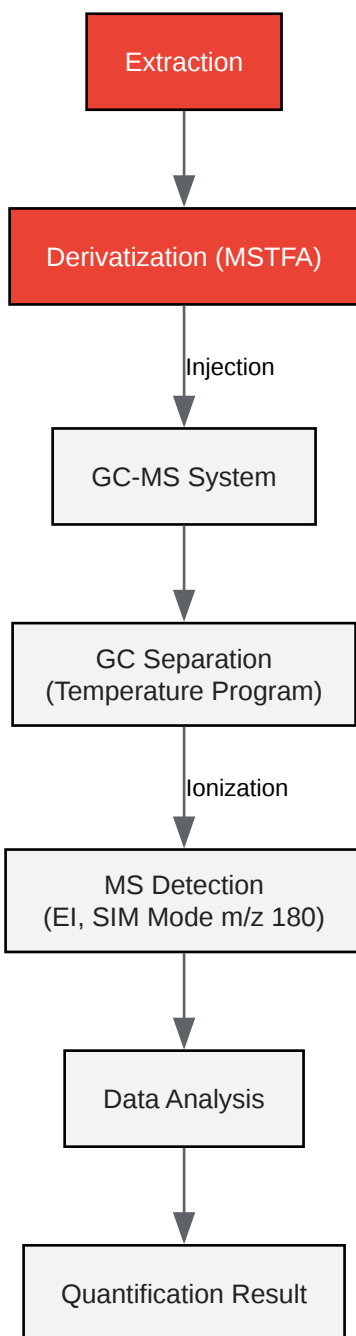 Extraction
Derivatization (MSTFA)
Injection
GC-MS System
GC Separation
(Temperature Program)
Ionization
MS Detection
(EI, SIM Mode m/z 180)
Data Analysis
Quantification Result